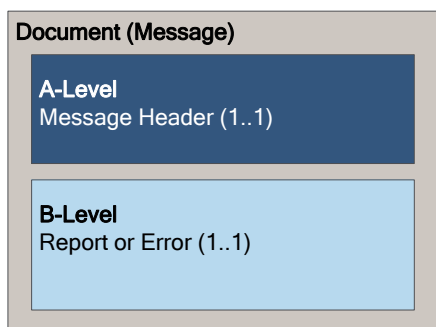 Document (Message)
A-Level
Message Header (1..1)
B-Level
Report or Error (1..1)